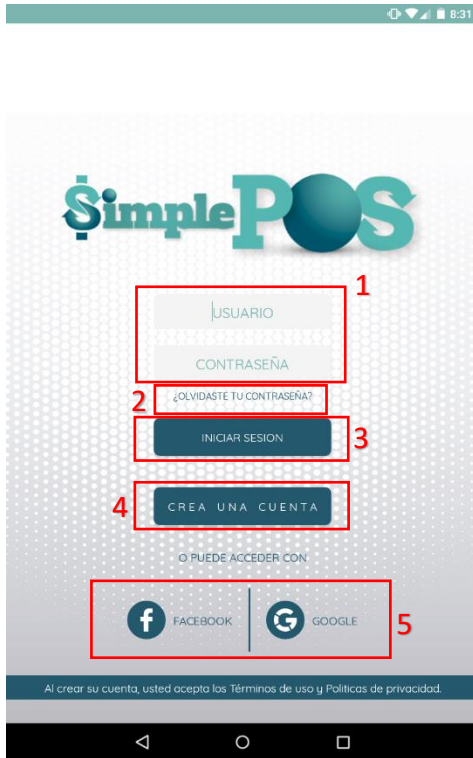 8:31
SimplePOS
1
USUARIO
CONTRASEÑA
2
¿OLVIDASTE TU CONTRASEÑA?
INICIAR SESION
3
4
CREA UNA CUENTA
O PUEDE ACCEDER CON
FACEBOOK
GOOGLE
5
Al crear su cuenta, usted acepta los Términos de uso y Politicas de privacidad.